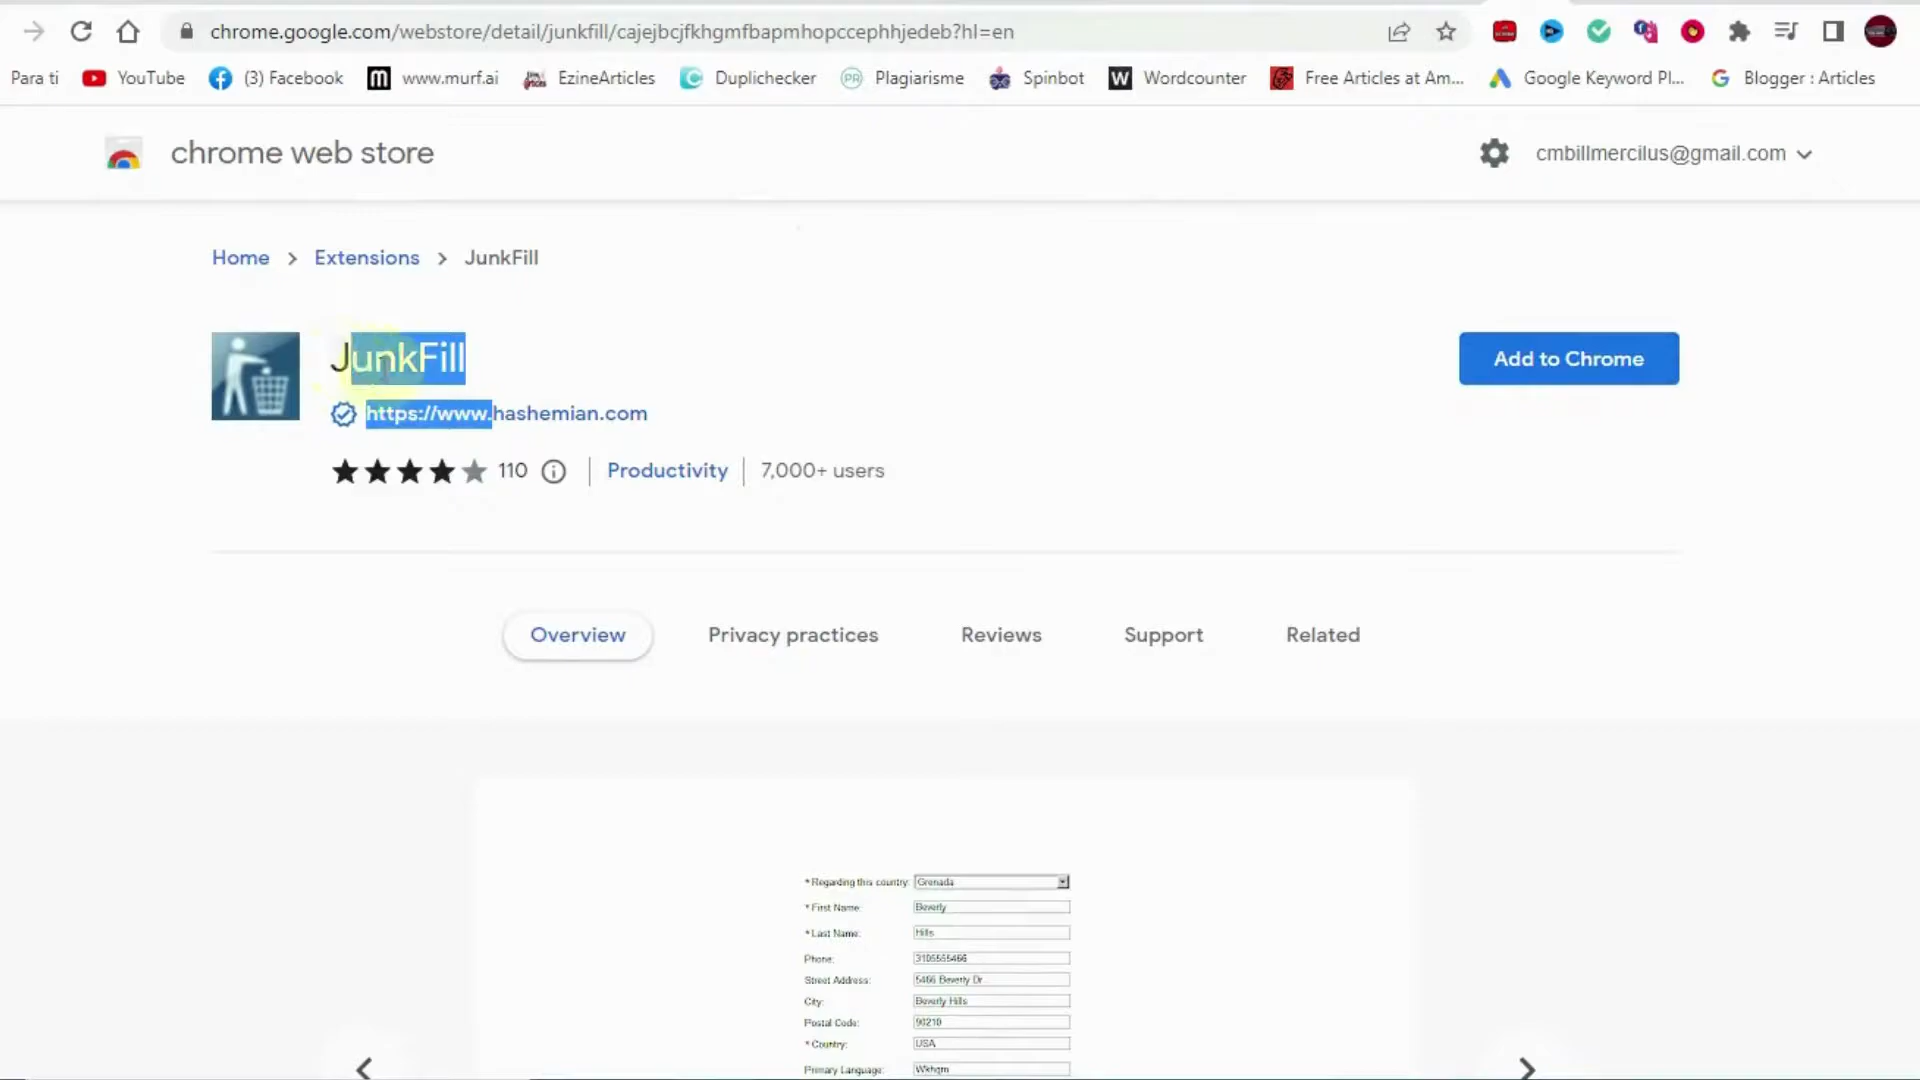 chrome.google.com/webstore/detail/junkfill/cajejbcjfkhgmfbapmhopccephhjedeb?hl=en
Para ti YouTube (3) Facebook www.murf.ai EzineArticles Duplichecker Plagiarisme Spinbot Wordcounter Free Articles at Am... Google Keyword Pl... Blogger : Articles
chrome web store
cmbillmercilus@gmail.com
Home > Extensions > JunkFill
JunkFill
Add to Chrome
https://www.hashemian.com
110 Productivity 7,000+ users
Overview Privacy practices Reviews Support Related
* Regarding this country: Grenada
* First Name: Beverly
* Last Name: Hills
Phone: 3105555466
Street Address: 5466 Beverly Dr.
City: Beverly Hills
Postal Code: 90210
* Country: USA
Primary Language: Wkhqm